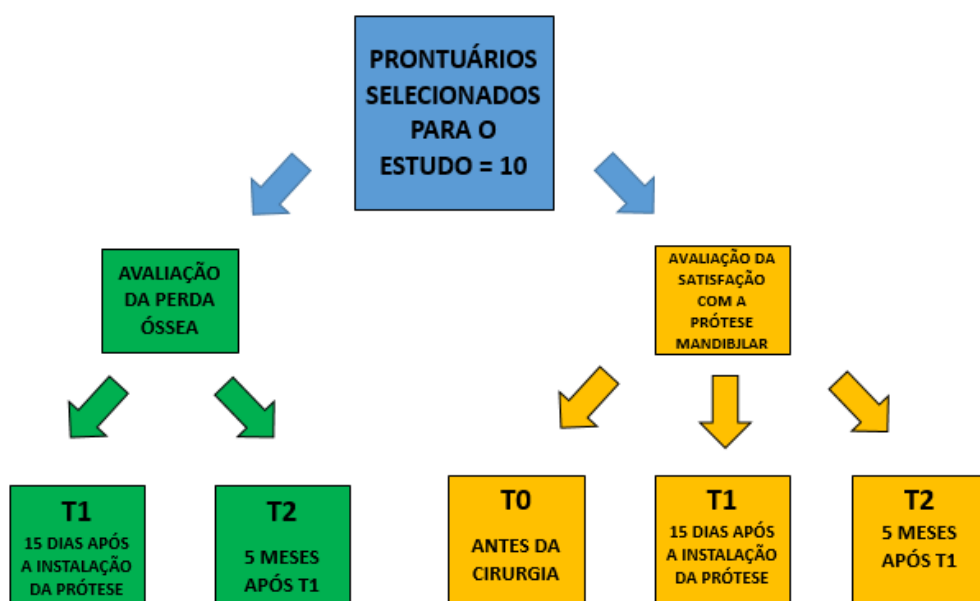 PRONTUÁRIOS
SELECIONADOS
PARA O
ESTUDO = 10
AVALIAÇÃO
DA PERDA
ÓSSEA
AVALIAÇÃO DA
SATISFAÇÃO
COM A
PRÓTESE
MANDIBJLAR
T1
15 DIAS APÓS
A INSTALAÇÃO
DA PRÓTESE
T2
5 MESES
APÓS T1
T0
ANTES DA
CIRURGIA
T1
15 DIAS APÓS
A INSTALAÇÃO
DA PRÓTESE
T2
5 MESES
APÓS T1